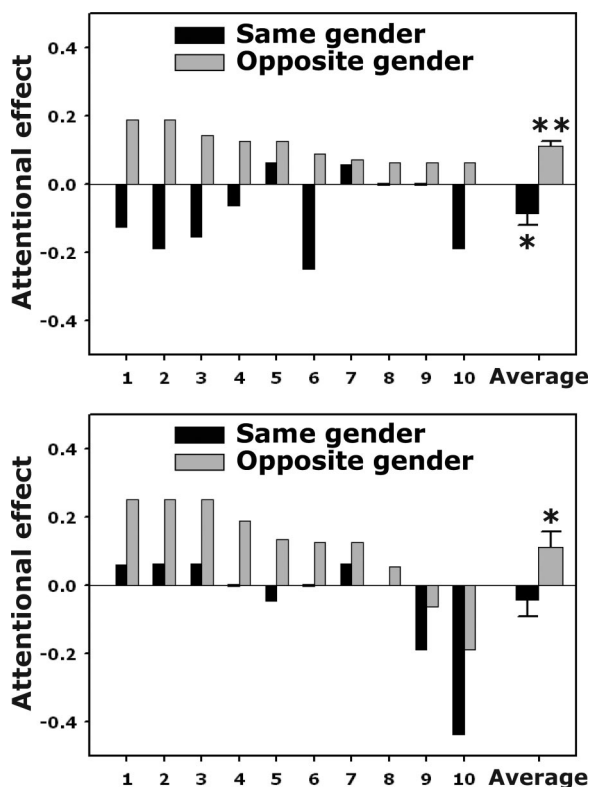 Attentional effect
0.4
0.2
0.0
-0.2
-0.4
Same gender
Opposite gender
**
*
1 2 3 4 5 6 7 8 9 10 Average
Attentional effect
0.4
0.2
0.0
-0.2
-0.4
Same gender
Opposite gender
*
1 2 3 4 5 6 7 8 9 10 Average